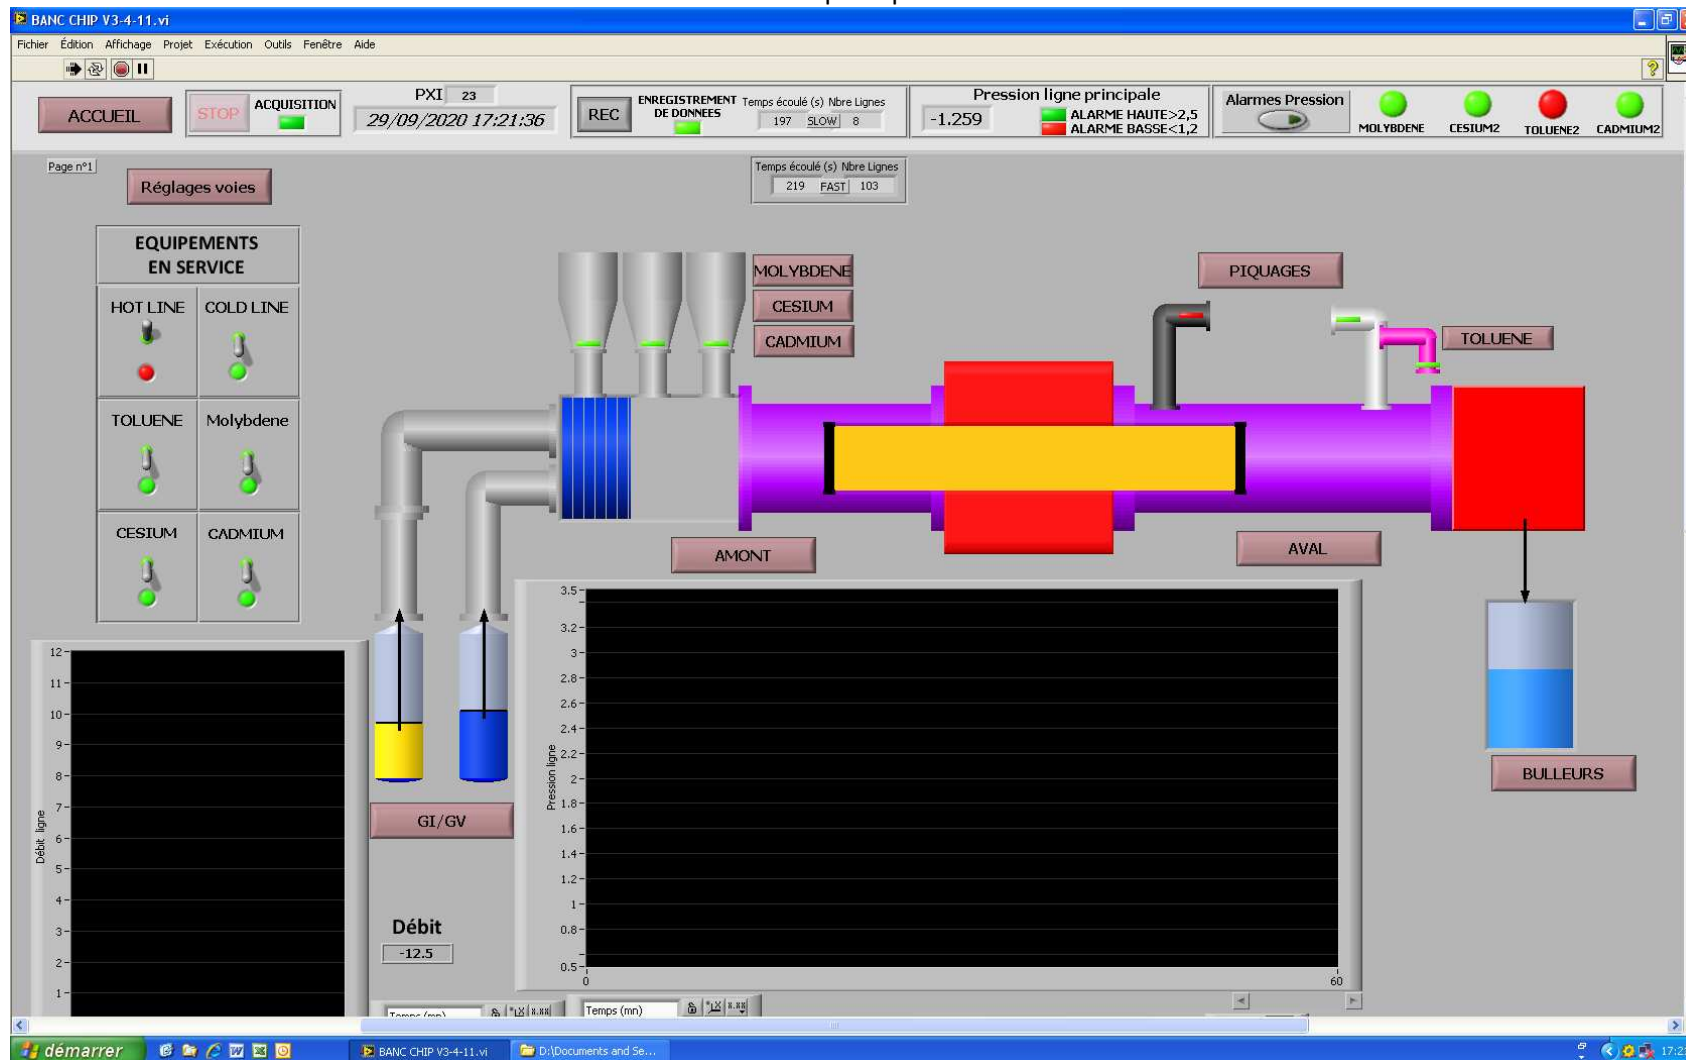 BANC CHIP V3-4-11.vi
Fichier Édition Affichage Projet Exécution Outils Fenêtre Aide
ACCUEIL
STOP
ACQUISITION
PXI 23
29/09/2020 17:21:36
REC
ENREGISTREMENT
DE DONNEES
Temps écoulé (s) Nbre Lignes
197 SLOW 8
Pression ligne principale
-1.259
ALARME HAUTE>2,5
ALARME BASSE<1,2
Alarmes Pression
MOLYBDENE
CESIUM2
TOLUENE2
CADMIUM2
Page n°1
Réglages voies
Temps écoulé (s) Nbre Lignes
219 FAST 103
EQUIPEMENTS
EN SERVICE
HOT LINE
COLD LINE
TOLUENE
Molybdene
CESIUM
CADMIUM
MOLYBDENE
CESIUM
CADMIUM
PIQUAGES
TOLUENE
AMONT
AVAL
BULLEURS
GI/GV
Débit
-12.5
Débit ligne
12
11
10
9
8
7
6
5
4
3
2
1
Pression ligne
3.5
3.2
3
2.8
2.6
2.4
2.2
2
1.8
1.6
1.4
1.2
1
0.8
0.5
0
60
Temps (mn)
Temps (mn)
démarrer
BANC CHIP V3-4-11.vi
D:\Documents and Se...